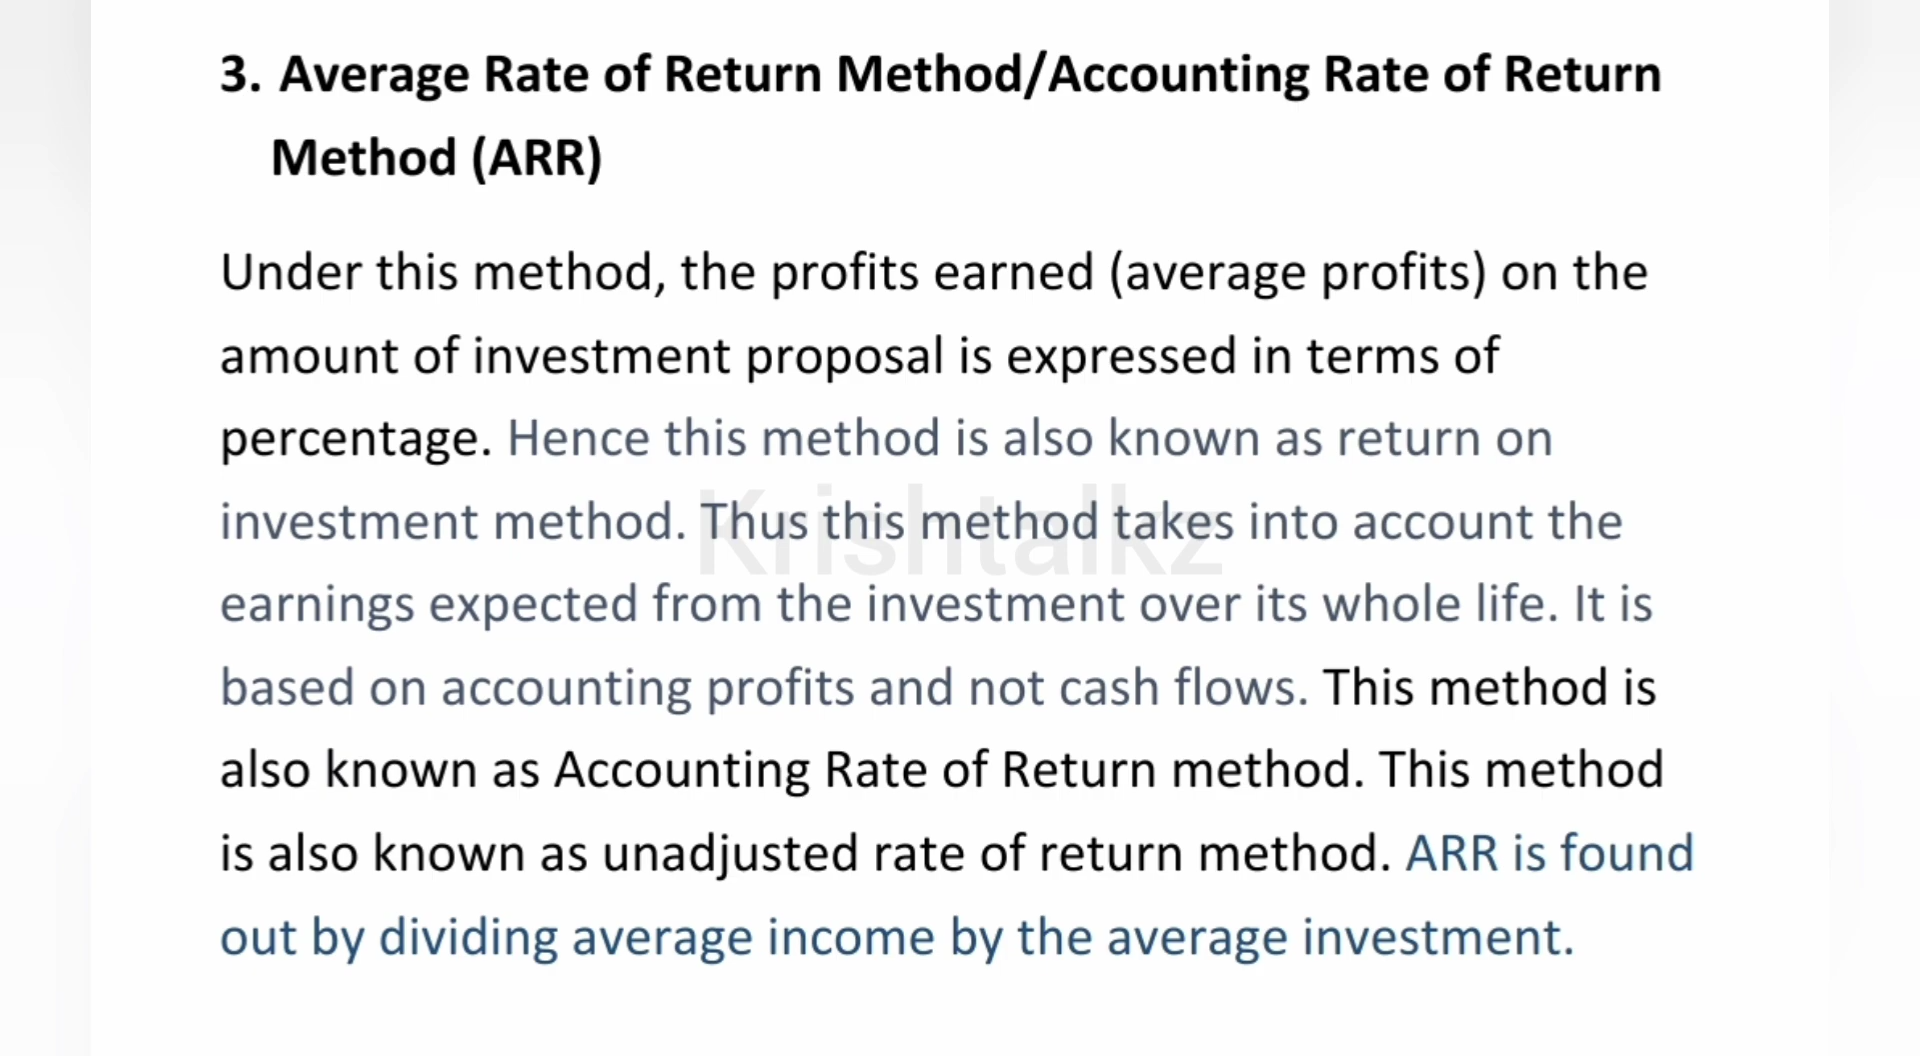 3. Average Rate of Return Method/Accounting Rate of Return
Method (ARR)
Under this method, the profits earned (average profits) on the
amount of investment proposal is expressed in terms of
percentage. Hence this method is also known as return on
investment method. Thus this method takes into account the
earnings expected from the investment over its whole life. It is
based on accounting profits and not cash flows. This method is
also known as Accounting Rate of Return method. This method
is also known as unadjusted rate of return method. ARR is found
out by dividing average income by the average investment.
Krishtalkz